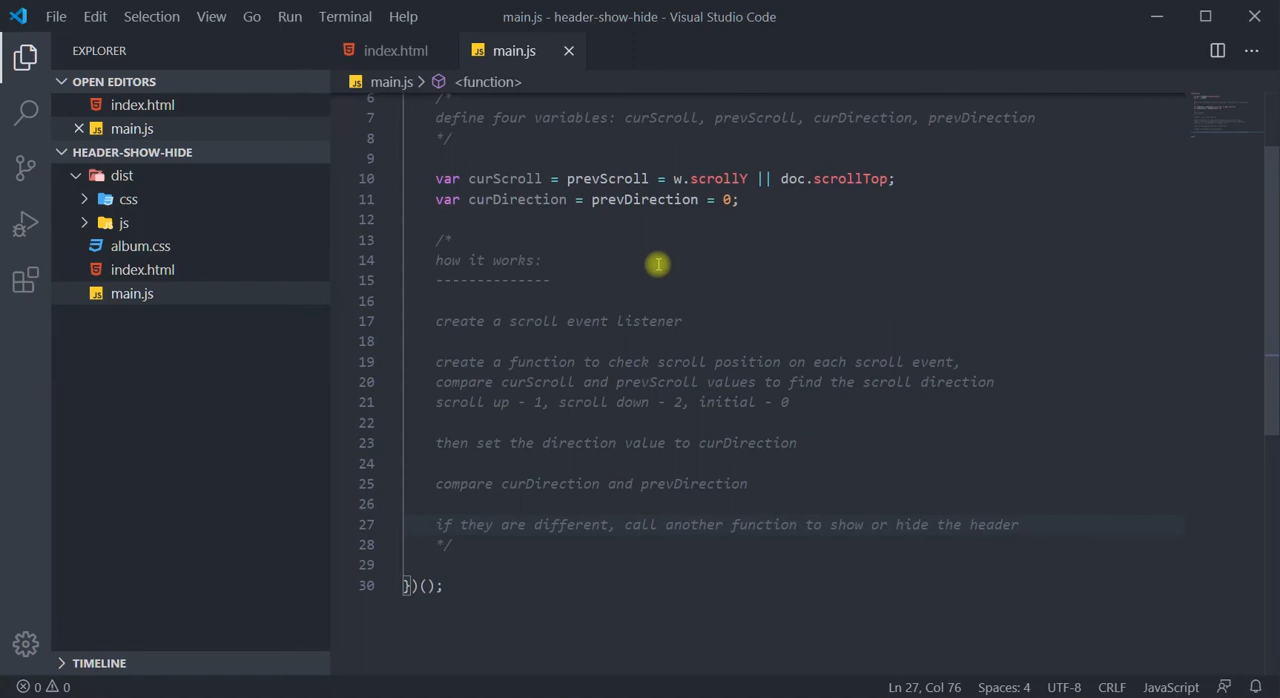 File Edit Selection View Go Run Terminal Help main.js - header-show-hide - Visual Studio Code
EXPLORER
OPEN EDITORS
index.html
main.js
HEADER-SHOW-HIDE
dist
css
js
album.css
index.html
main.js
TIMELINE
index.html main.js
main.js > <function>
6 /*
7 define four variables: curScroll, prevScroll, curDirection, prevDirection
8 */
9
10 var curScroll = prevScroll = w.scrollY || doc.scrollTop;
11 var curDirection = prevDirection = 0;
12
13 /*
14 how it works:
15 --------------
16
17 create a scroll event listener
18
19 create a function to check scroll position on each scroll event,
20 compare curScroll and prevScroll values to find the scroll direction
21 scroll up - 1, scroll down - 2, initial - 0
22
23 then set the direction value to curDirection
24
25 compare curDirection and prevDirection
26
27 if they are different, call another function to show or hide the header
28 */
29
30 })();
0 0 Ln 27, Col 76 Spaces: 4 UTF-8 CRLF JavaScript